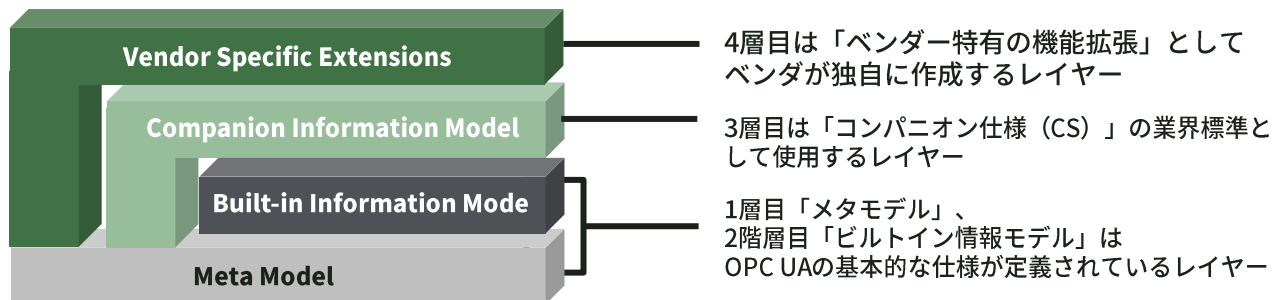 Vendor Specific Extensions
4層目は「ベンダー特有の機能拡張」として
ベンダが独自に作成するレイヤー
Companion Information Model
3層目は「コンパニオン仕様（CS）」の業界標準と
して使用するレイヤー
Built-in Information Mode
1層目「メタモデル」、
2階層目「ビルトイン情報モデル」は
OPC UAの基本的な仕様が定義されているレイヤー
Meta Model